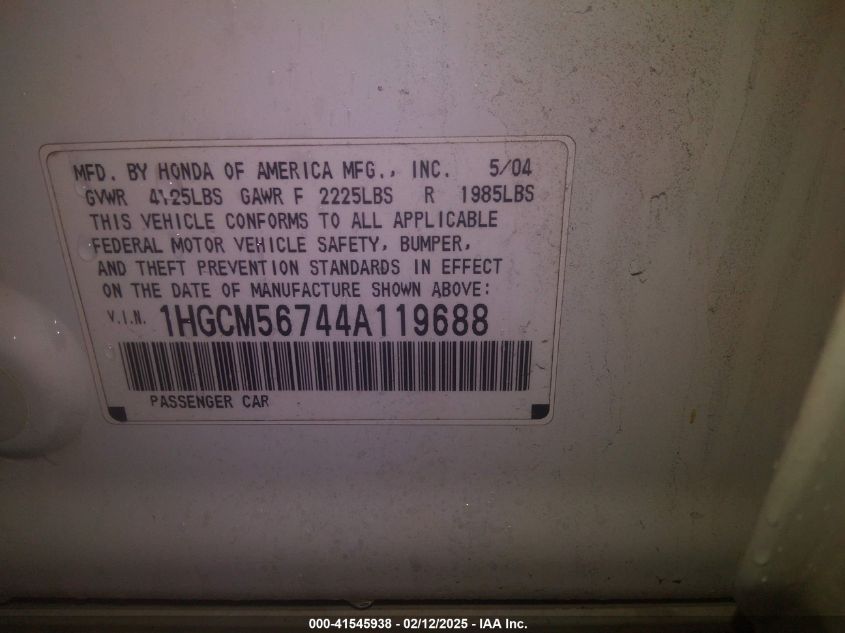 MFD. BY HONDA OF AMERICA MFG., INC. 5/04
GVWR 4125LBS GAWR F 2225LBS R 1985LBS
THIS VEHICLE CONFORMS TO ALL APPLICABLE
FEDERAL MOTOR VEHICLE SAFETY, BUMPER,
AND THEFT PREVENTION STANDARDS IN EFFECT
ON THE DATE OF MANUFACTURE SHOWN ABOVE:
V.I.N. 1HGCM56744A119688
PASSENGER CAR
000-41545938 - 02/12/2025 - IAA Inc.